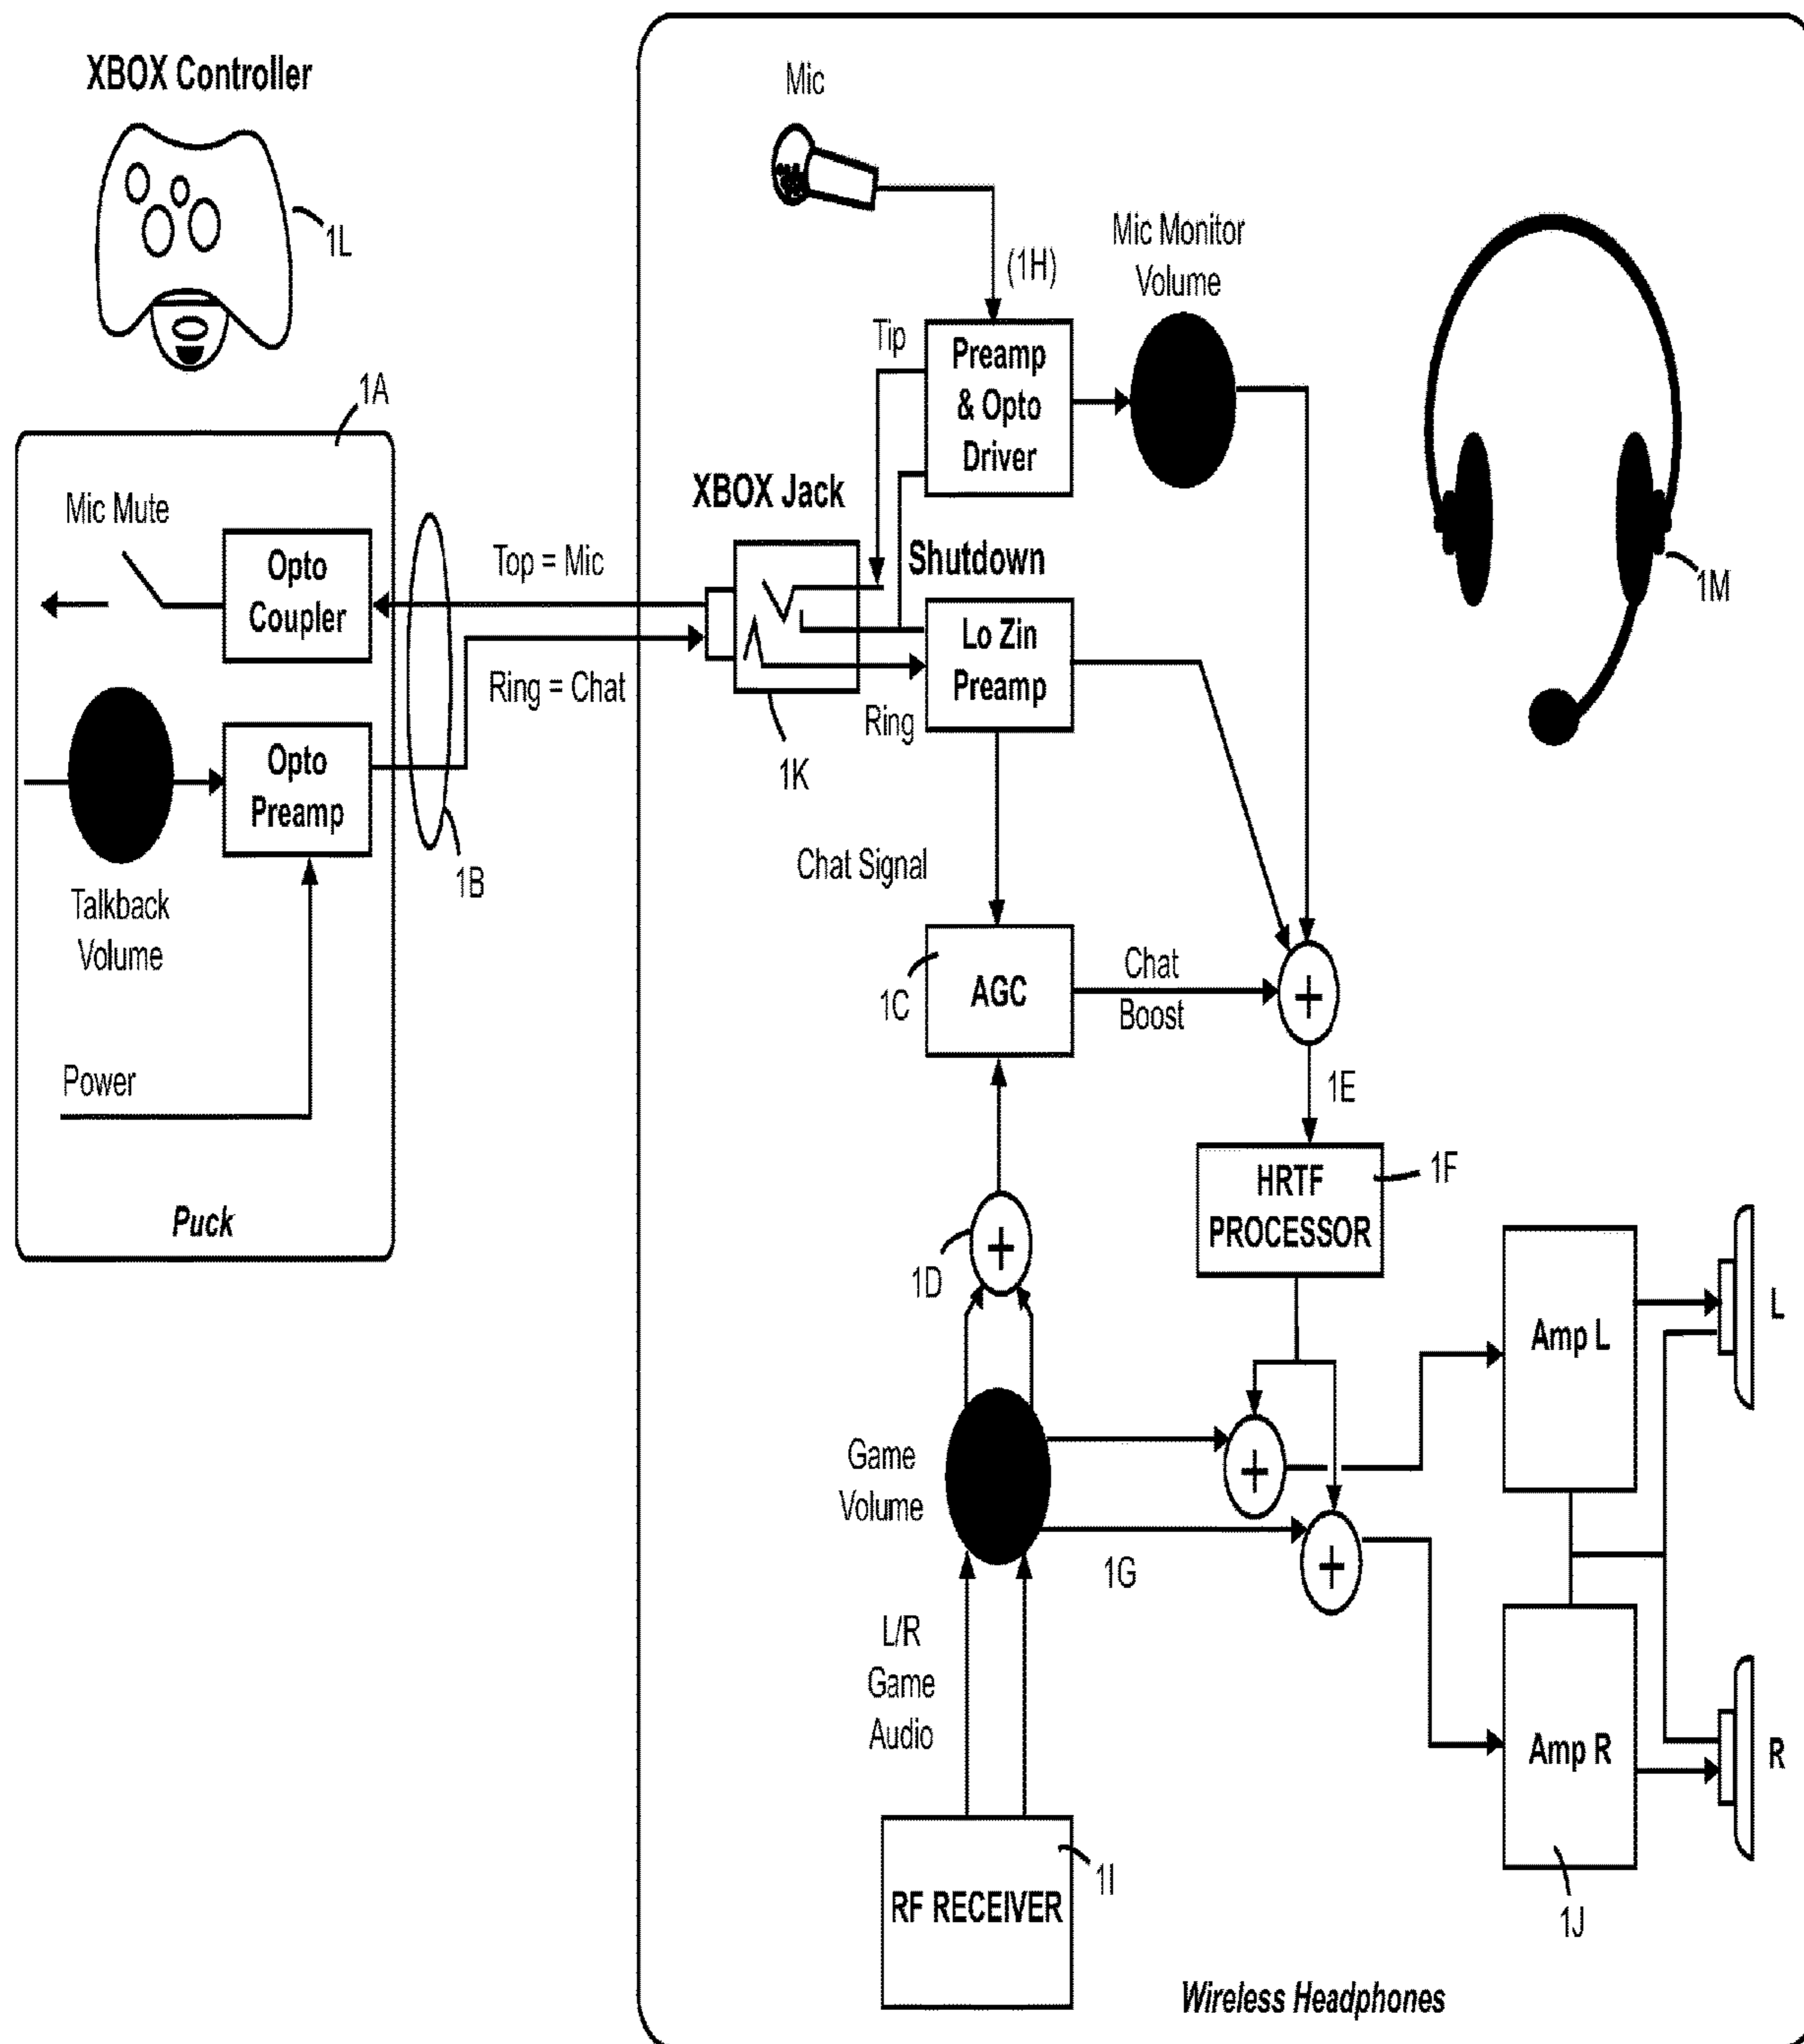 XBOX Controller
1L
1A
Mic Mute
Opto
Coupler
Opto
Preamp
Talkback
Volume
Power
Puck
1B
Top = Mic
Ring = Chat
Mic
(1H)
Mic Monitor
Volume
Tip
Preamp
& Opto
Driver
XBOX Jack
Shutdown
Lo Zin
Preamp
Ring
1K
1M
Chat Signal
1C
AGC
Chat
Boost
+
1E
HRTF
PROCESSOR
1F
+
1D
Game
Volume
+
+
1G
Amp L
L
L/R
Game
Audio
Amp R
R
1J
RF RECEIVER
1I
Wireless Headphones